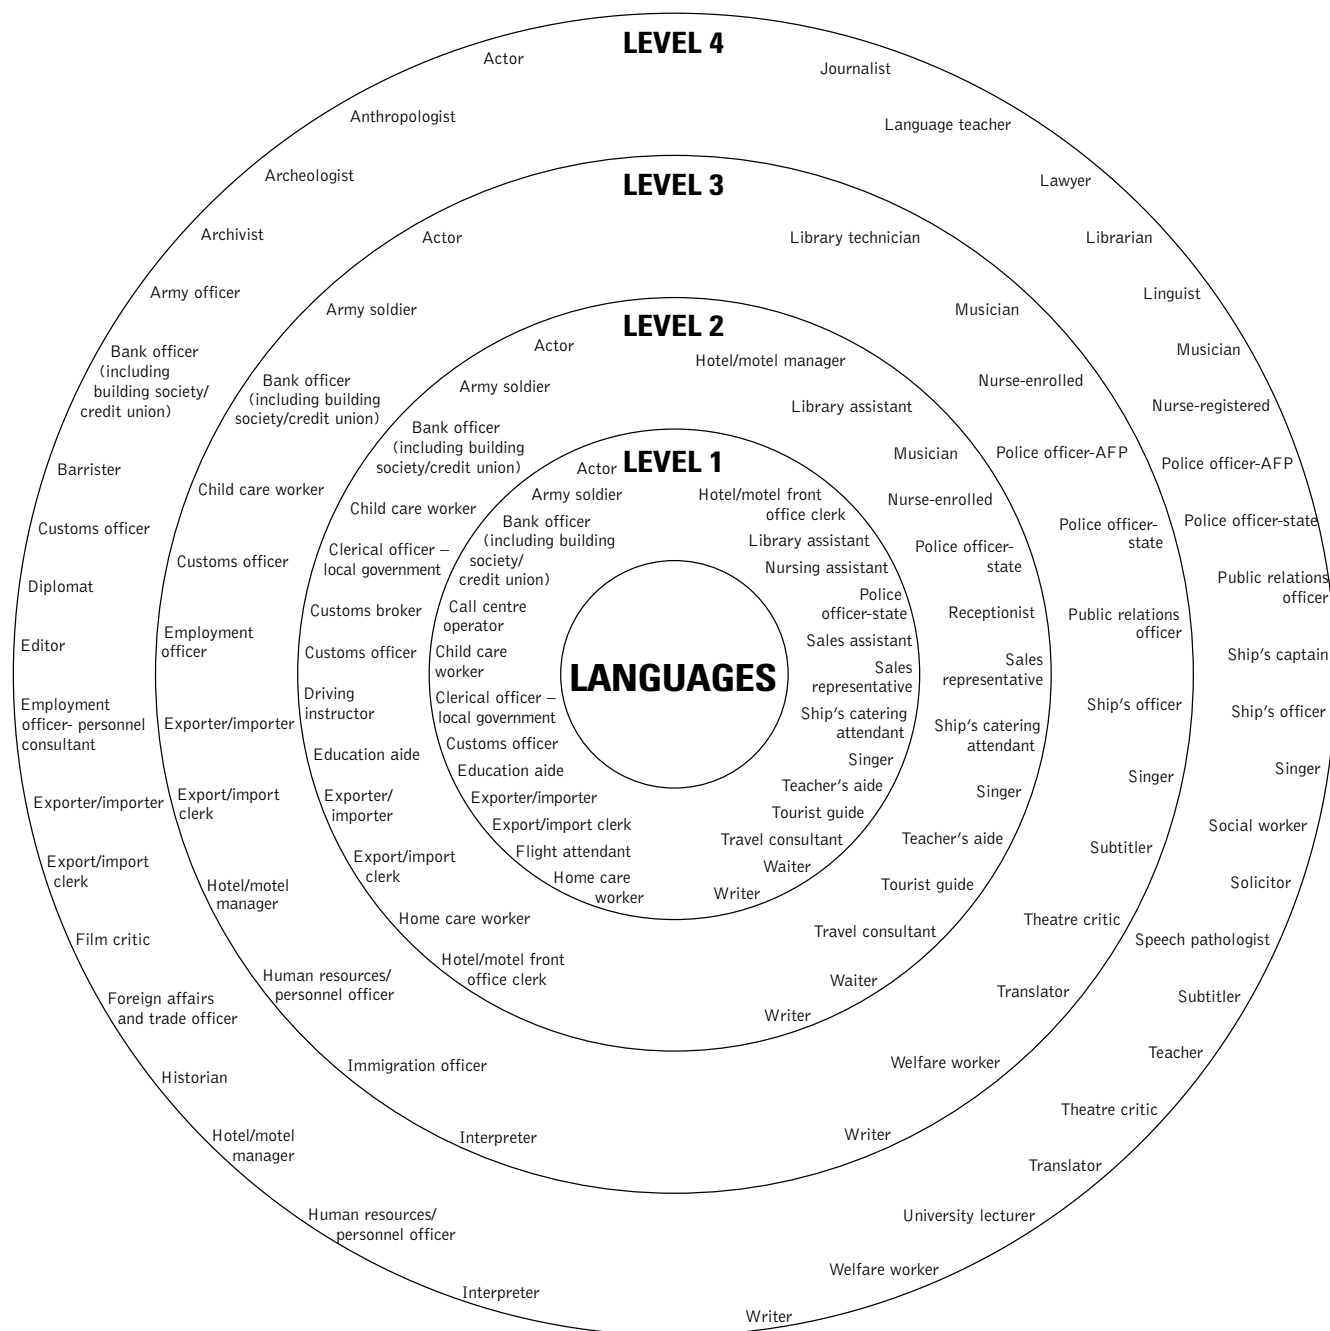 LEVEL 4
Actor
Anthropologist
Archeologist
Archivist
Army officer
Bank officer
(including
building society/
credit union)
Barrister
Customs officer
Diplomat
Editor
Employment
officer- personnel
consultant
Exporter/importer
Export/import
clerk
Film critic
Foreign affairs
and trade officer
Historian
Hotel/motel
manager
Human resources/
personnel officer
Interpreter
Journalist
Language teacher
Lawyer
Librarian
Linguist
Musician
Nurse-registered
Police officer-AFP
Police officer-state
Public relations
officer
Ship's captain
Ship's officer
Singer
Social worker
Solicitor
Speech pathologist
Subtitler
Teacher
Theatre critic
Translator
University lecturer
Welfare worker
Writer
LEVEL 3
Actor
Army soldier
Bank officer
(including building
society/credit union)
Child care worker
Customs officer
Employment
officer
Exporter/importer
Export/import
clerk
Hotel/motel
manager
Human resources/
personnel officer
Immigration officer
Interpreter
Library technician
Musician
Nurse-enrolled
Police officer-AFP
Police officer-
state
Public relations
officer
Ship's officer
Singer
Subtitler
Theatre critic
Translator
Welfare worker
Writer
LEVEL 2
Actor
Army soldier
Bank officer
(including building
society/credit union)
Child care worker
Clerical officer –
local government
Customs broker
Customs officer
Driving
instructor
Education aide
Exporter/
importer
Export/import
clerk
Home care worker
Hotel/motel front
office clerk
Hotel/motel manager
Library assistant
Musician
Nurse-enrolled
Police officer-
state
Receptionist
Sales
representative
Ship's catering
attendant
Singer
Teacher's aide
Tourist guide
Travel consultant
Waiter
Writer
LEVEL 1
Actor
Army soldier
Bank officer
(including building
society/
credit union)
Call centre
operator
Child care
worker
Clerical officer –
local government
Customs officer
Education aide
Exporter/importer
Export/import clerk
Flight attendant
Home care
worker
Hotel/motel front
office clerk
Library assistant
Nursing assistant
Police
officer-state
Sales assistant
Sales
representative
Ship's catering
attendant
Singer
Teacher's aide
Tourist guide
Travel consultant
Waiter
Writer
LANGUAGES